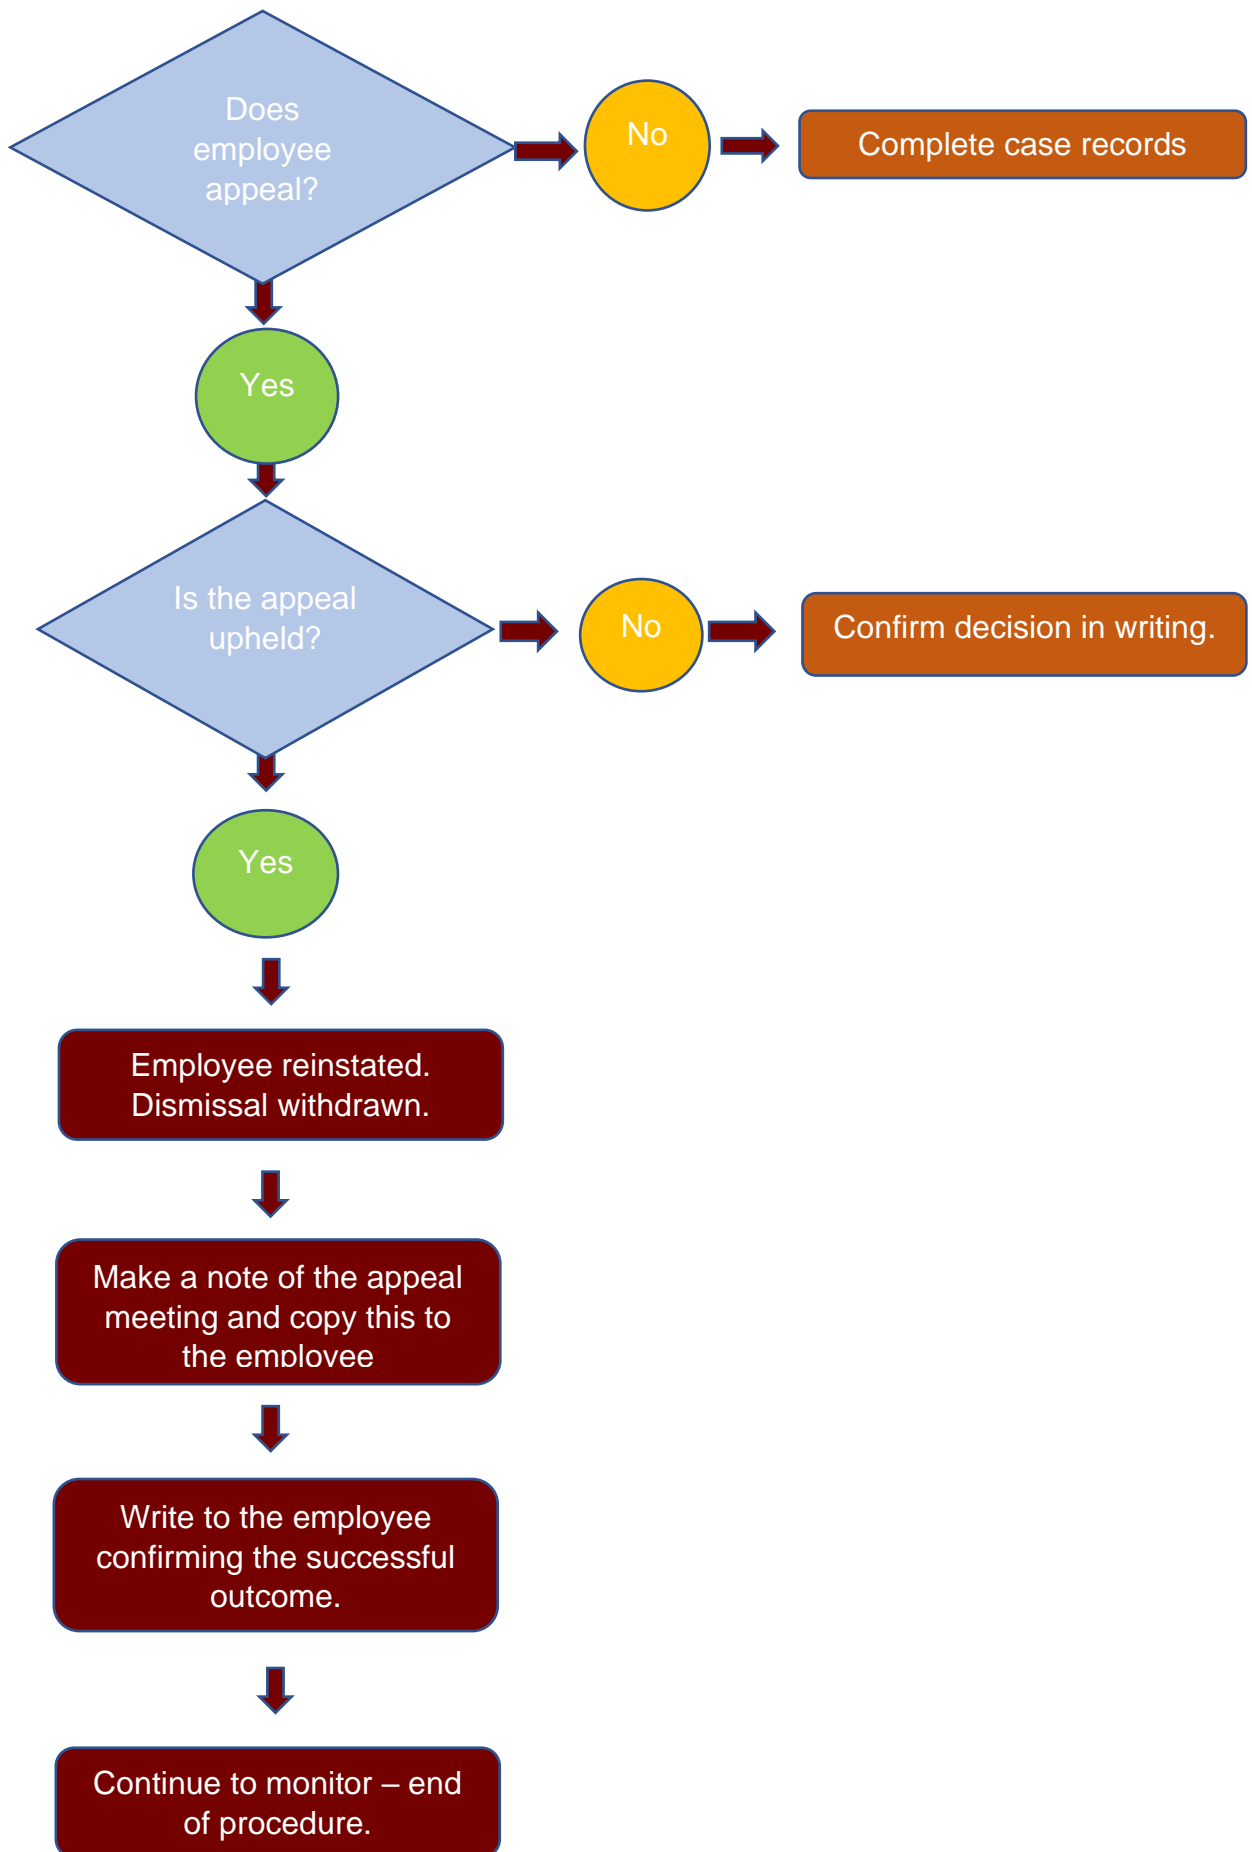 Does
employee
appeal?
No
Complete case records
Yes
Is the appeal
upheld?
No
Confirm decision in writing.
Yes
Employee reinstated.
Dismissal withdrawn.
Make a note of the appeal
meeting and copy this to
the employee
Write to the employee
confirming the successful
outcome.
Continue to monitor – end
of procedure.